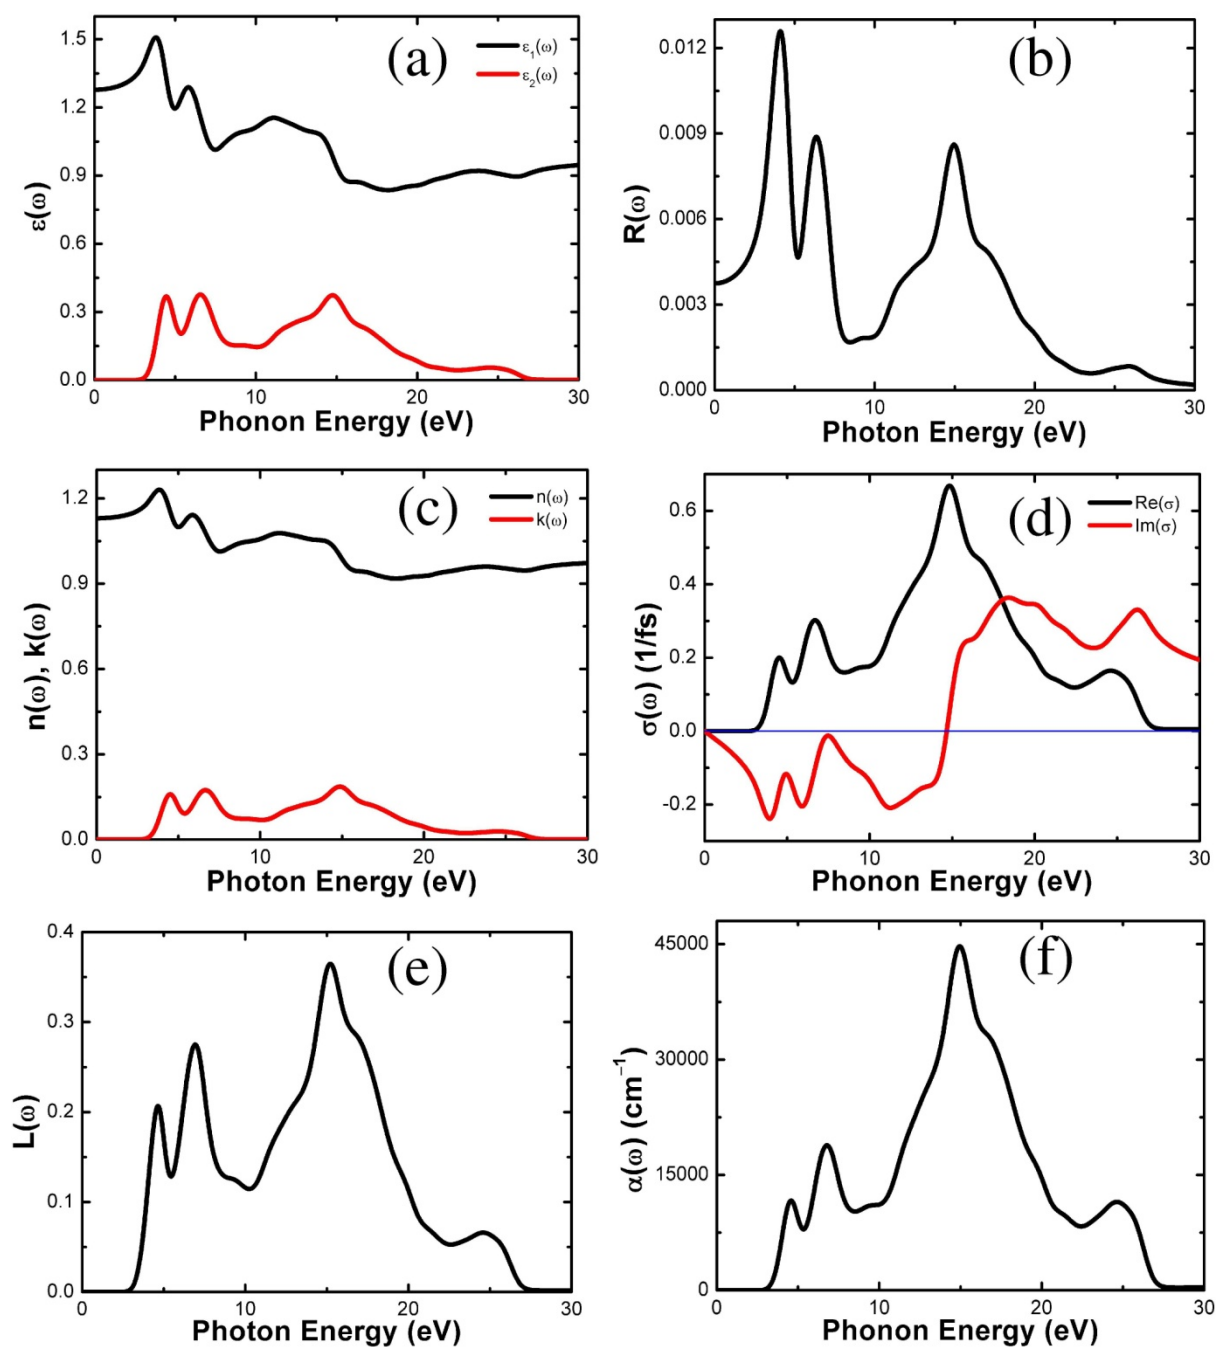 (a)
ε₁(ω)
ε₂(ω)
1.5
1.2
0.9
0.6
0.3
0.0
ε(ω)
0 10 20 30
Phonon Energy (eV)
(b)
0.012
0.009
0.006
0.003
0.000
R(ω)
0 10 20 30
Photon Energy (eV)
(c)
n(ω)
k(ω)
1.2
0.9
0.6
0.3
0.0
n(ω), k(ω)
0 10 20 30
Photon Energy (eV)
(d)
Re(σ)
Im(σ)
0.6
0.4
0.2
0.0
-0.2
σ(ω) (1/fs)
0 10 20 30
Phonon Energy (eV)
(e)
0.4
0.3
0.2
0.1
0.0
L(ω)
0 10 20 30
Photon Energy (eV)
(f)
45000
30000
15000
0
α(ω) (cm⁻¹)
0 10 20 30
Phonon Energy (eV)